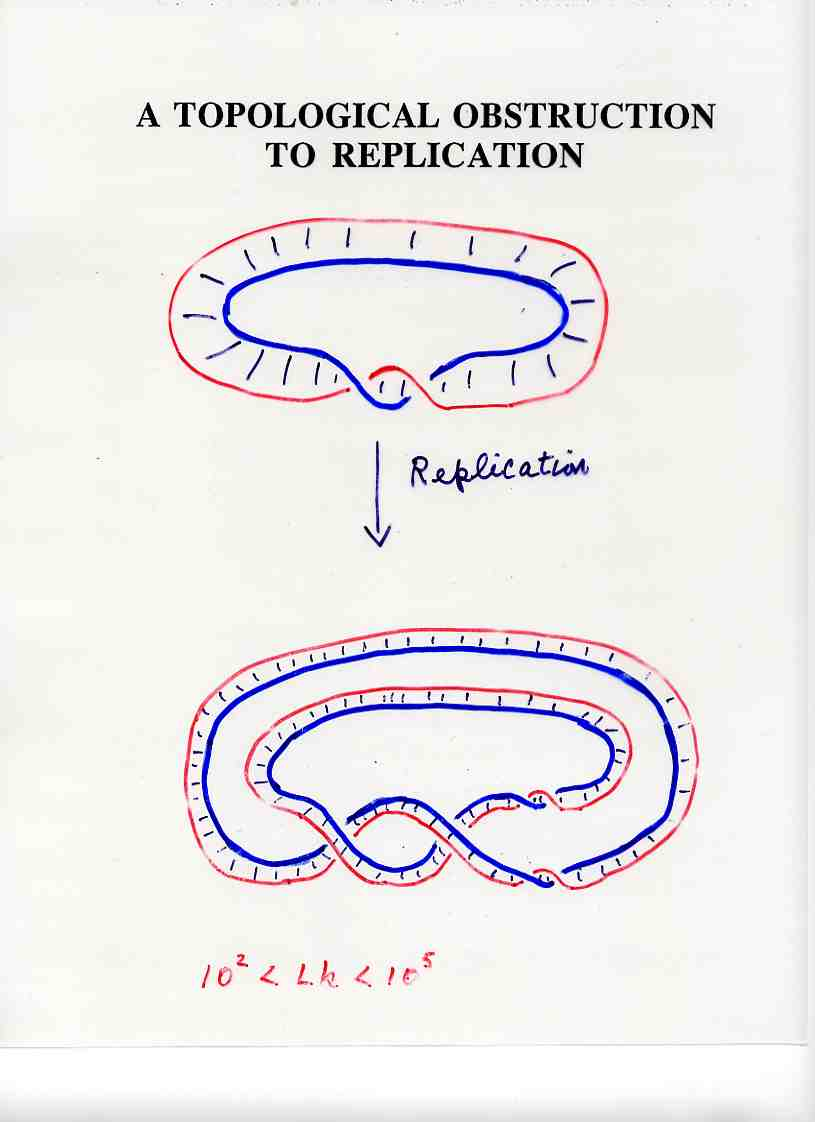 A TOPOLOGICAL OBSTRUCTION
TO REPLICATION
Replication
10² < Lk < 10⁵